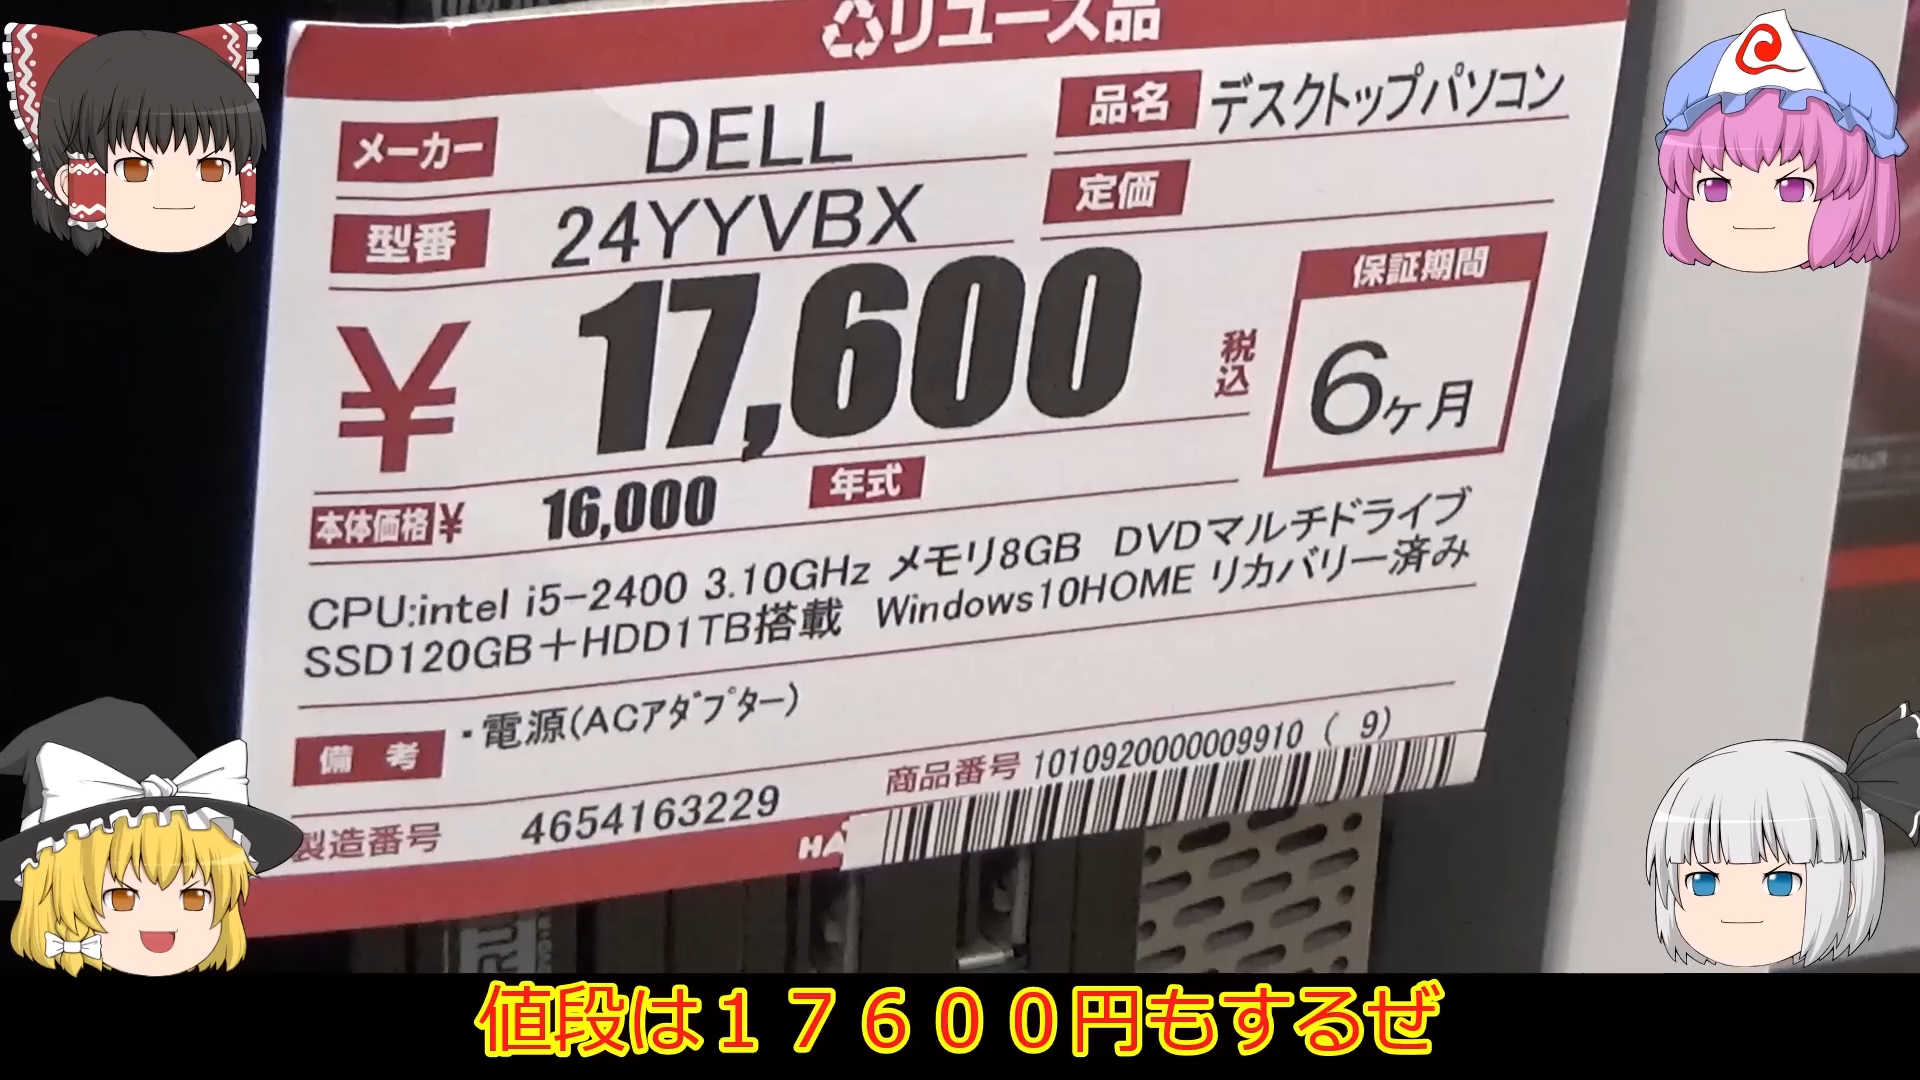 リユース品
メーカー DELL
品名 デスクトップパソコン
型番 24YYVBX
定価
¥ 17,600 税込
保証期間
6ヶ月
本体価格¥ 16,000
年式
CPU:intel i5-2400 3.10GHz メモリ8GB DVDマルチドライブ
SSD120GB+HDD1TB搭載 Windows10HOME リカバリー済み
備考 ・電源(ACアダプター)
製造番号 4654163229
商品番号 1010920000009910 ( 9)
HA
値段は17600円もするぜ